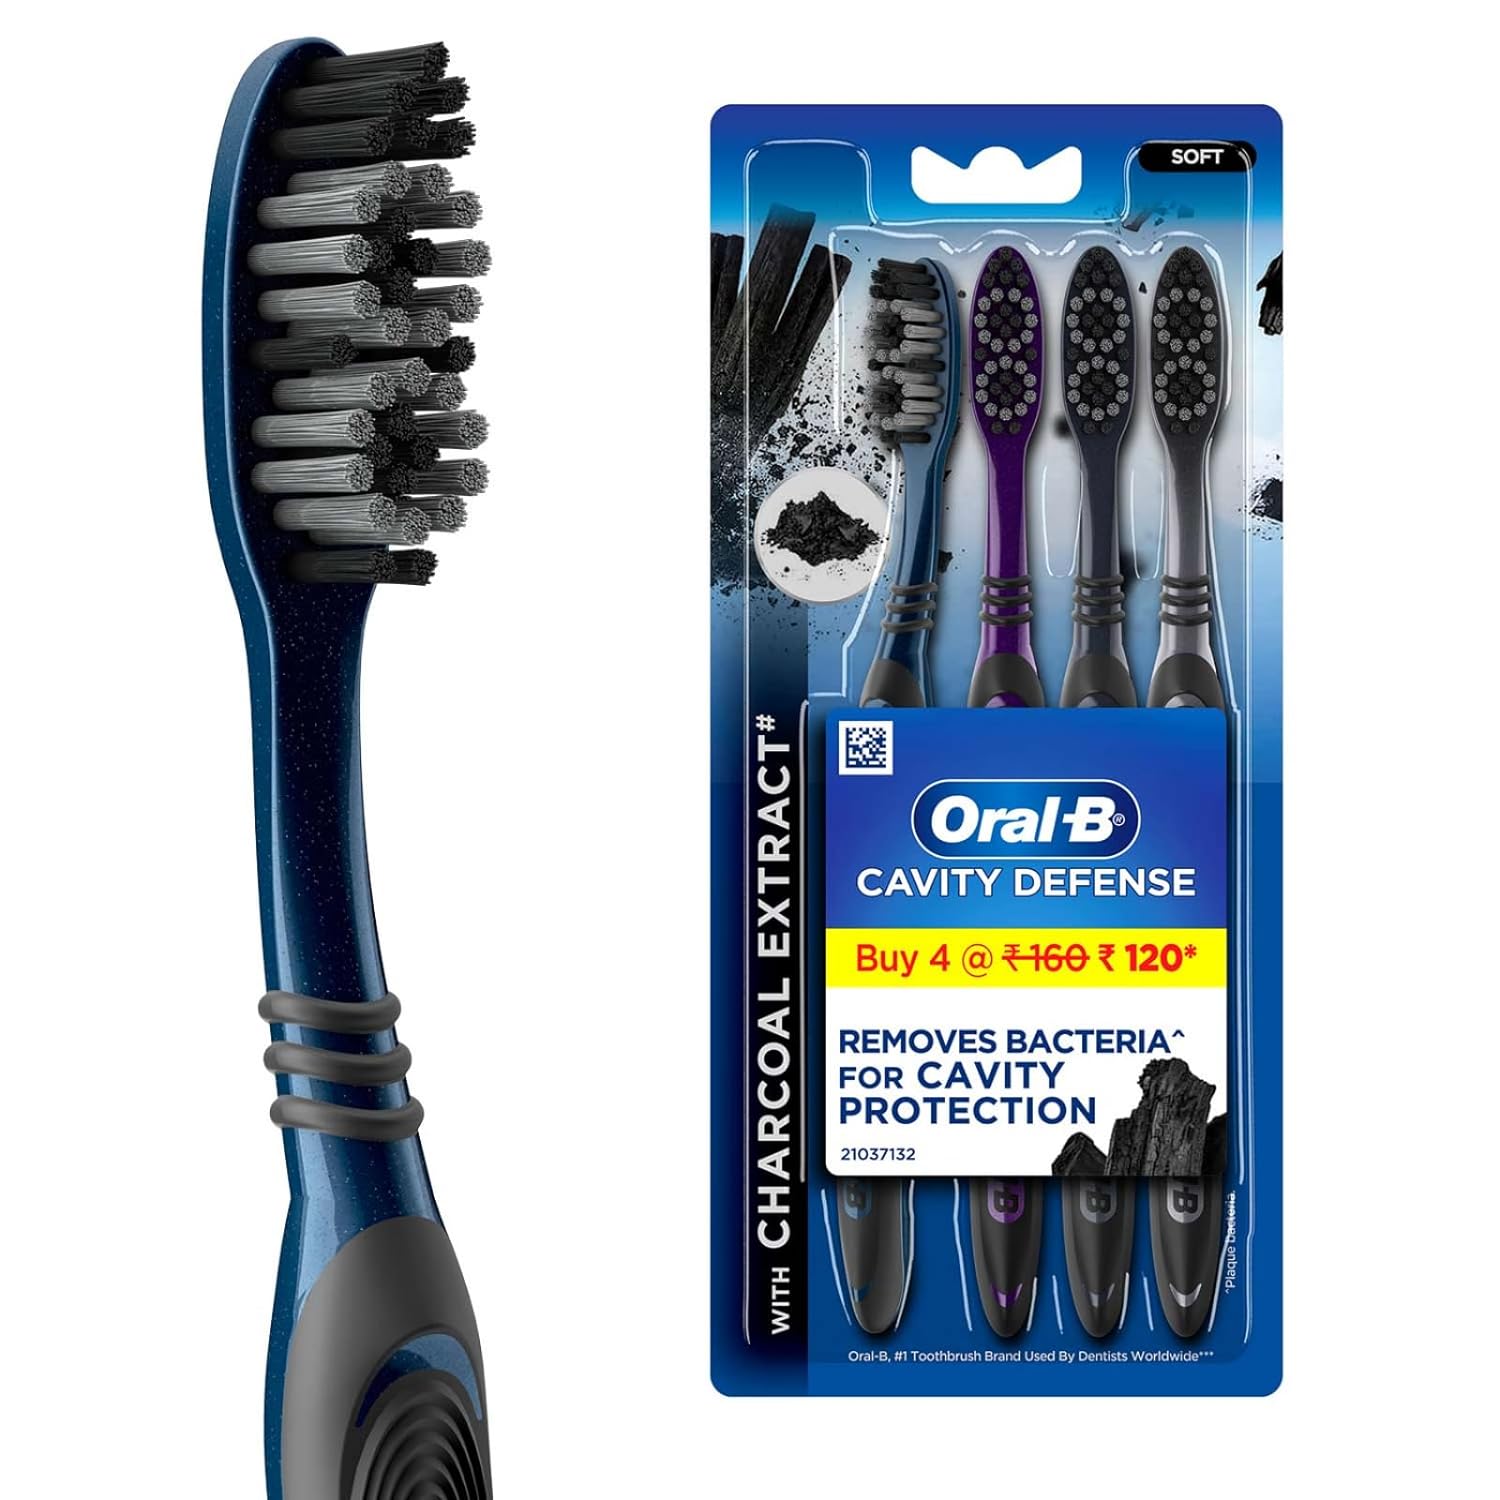 SOFT
WITH CHARCOAL EXTRACT#
Oral-B®
CAVITY DEFENSE
Buy 4 @ ₹ 160 ₹ 120*
REMOVES BACTERIA^
FOR CAVITY
PROTECTION
21037132
^Plaque bacteria.
-B
-B
-B
-B
Oral-B, #1 Toothbrush Brand Used By Dentists Worldwide***